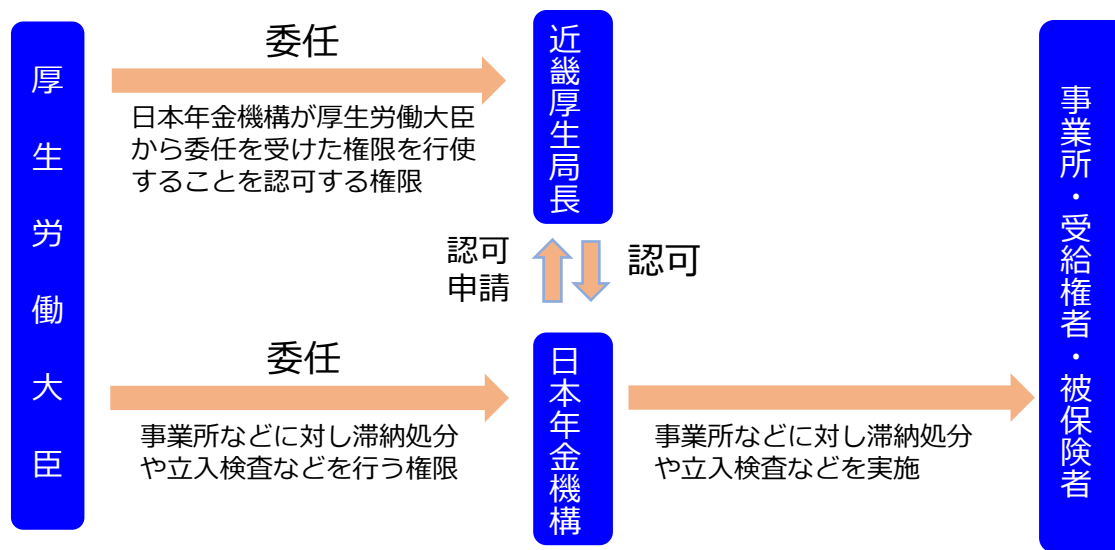 厚生労働大臣
委任
日本年金機構が厚生労働大臣
から委任を受けた権限を行使
することを認可する権限
近畿厚生局長
認可
申請
認可
委任
事業所などに対し滞納処分
や立入検査などを行う権限
日本年金機構
事業所などに対し滞納処分
や立入検査などを実施
事業所・受給権者・被保険者